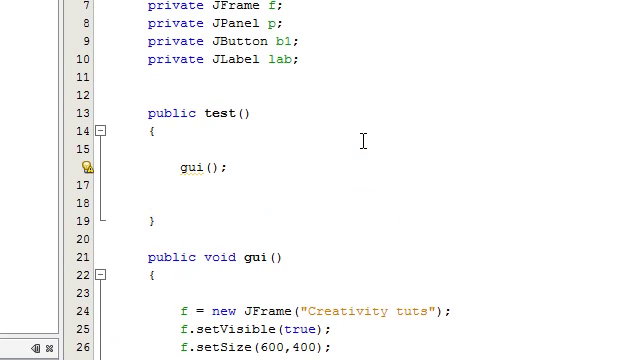 7 private JFrame f;
8 private JPanel p;
9 private JButton b1;
10 private JLabel lab;
11
12
13 public test()
14 {
15
gui();
17
18
19 }
20
21 public void gui()
22 {
23
24 f = new JFrame("Creativity tuts");
25 f.setVisible(true);
26 f.setSize(600,400);